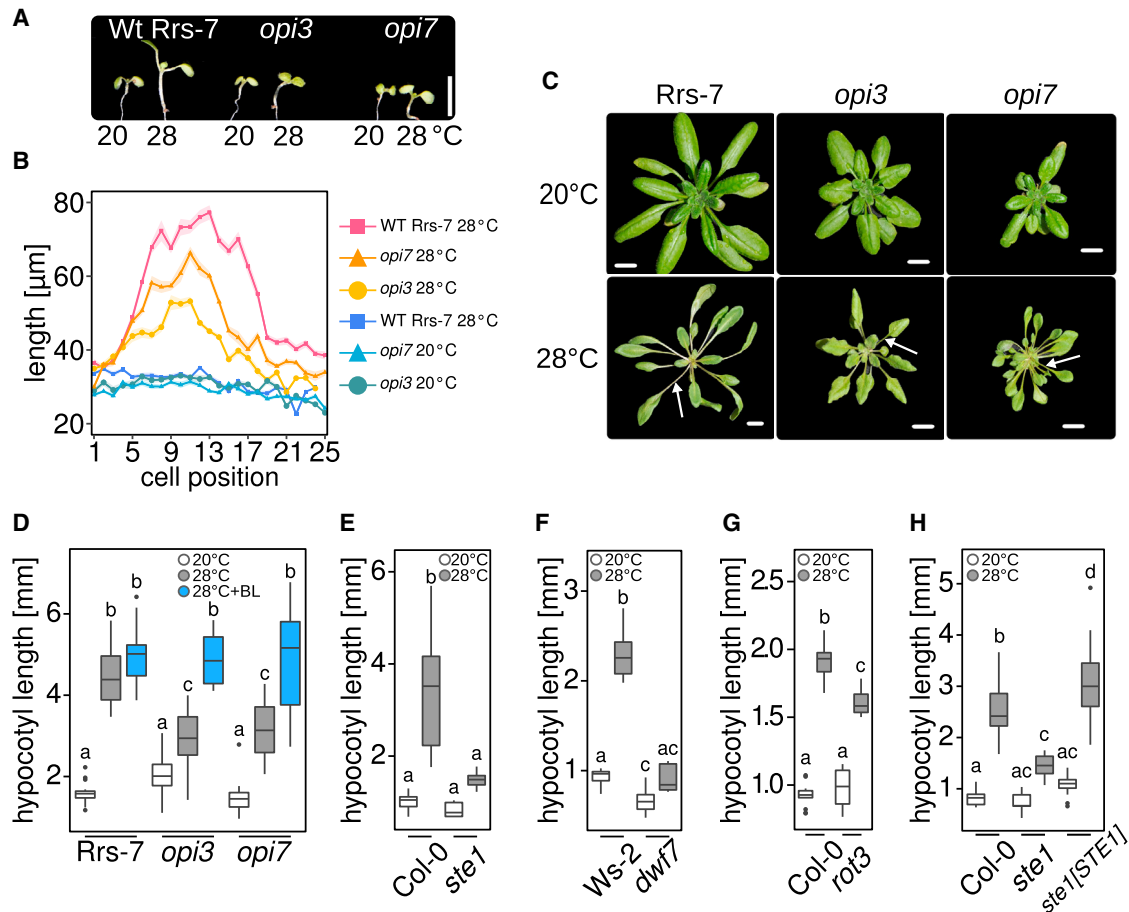 A
Wt Rrs-7 opi3 opi7
20 28 20 28 20 28 °C
B
length [µm]
80
60
40
20
1 5 9 13 17 21 25
cell position
WT Rrs-7 28°C
opi7 28°C
opi3 28°C
WT Rrs-7 28°C
opi7 20°C
opi3 20°C
C
Rrs-7 opi3 opi7
20°C
28°C
D
hypocotyl length [mm]
6
4
2
20°C
28°C
28°C+BL
a b b a c b a c b
Rrs-7 opi3 opi7
E
hypocotyl length [mm]
6
4
2
20°C
28°C
a b a a
Col-0 ste1
F
hypocotyl length [mm]
3
2
1
20°C
28°C
a b c ac
Ws-2 dwf7
G
hypocotyl length [mm]
2.5
2.0
1.5
1.0
20°C
28°C
a b a c
Col-0 rot3
H
hypocotyl length [mm]
5
4
3
2
1
20°C
28°C
a b ac c ac d
Col-0 ste1 ste1[STE1]